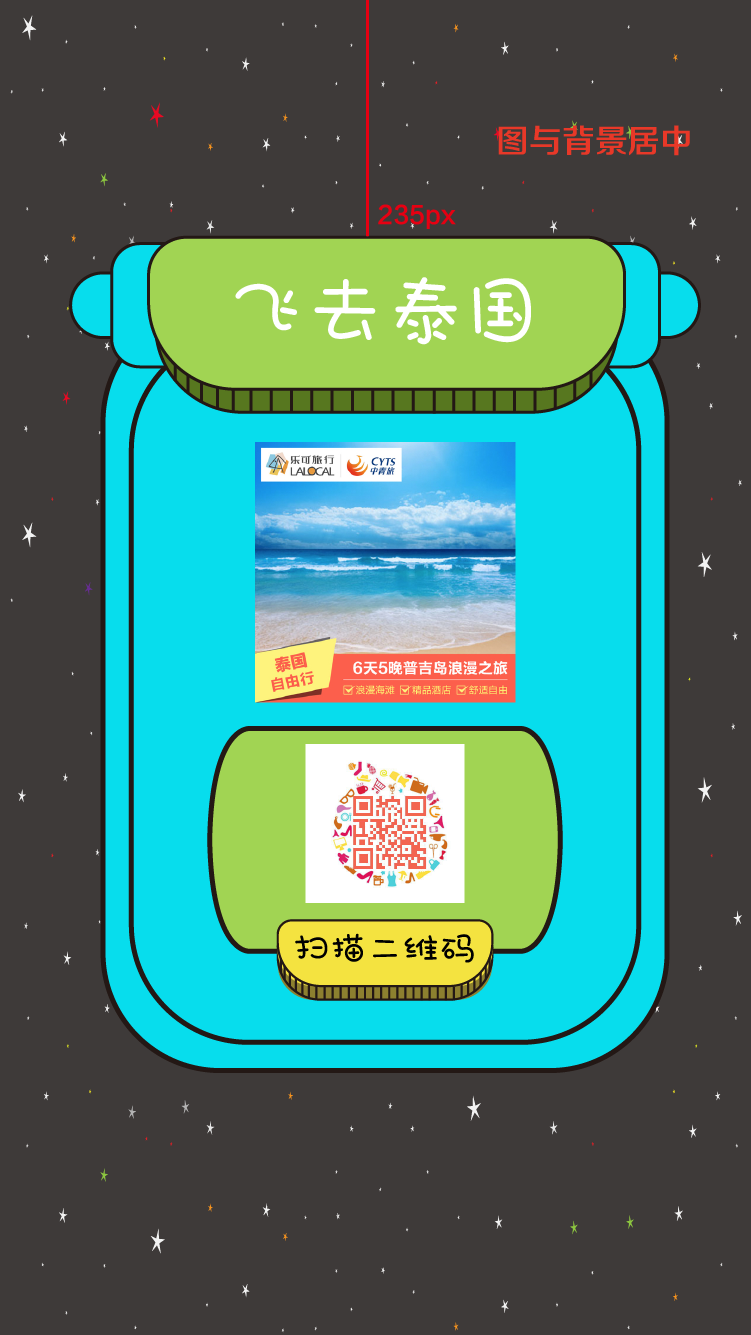 图与背景居中
235px
飞去泰国
乐可旅行
LALOCAL
CYTS
中青旅
泰国
自由行
6天5晚普吉岛浪漫之旅
浪漫海滩 精品酒店 舒适自由
扫描二维码